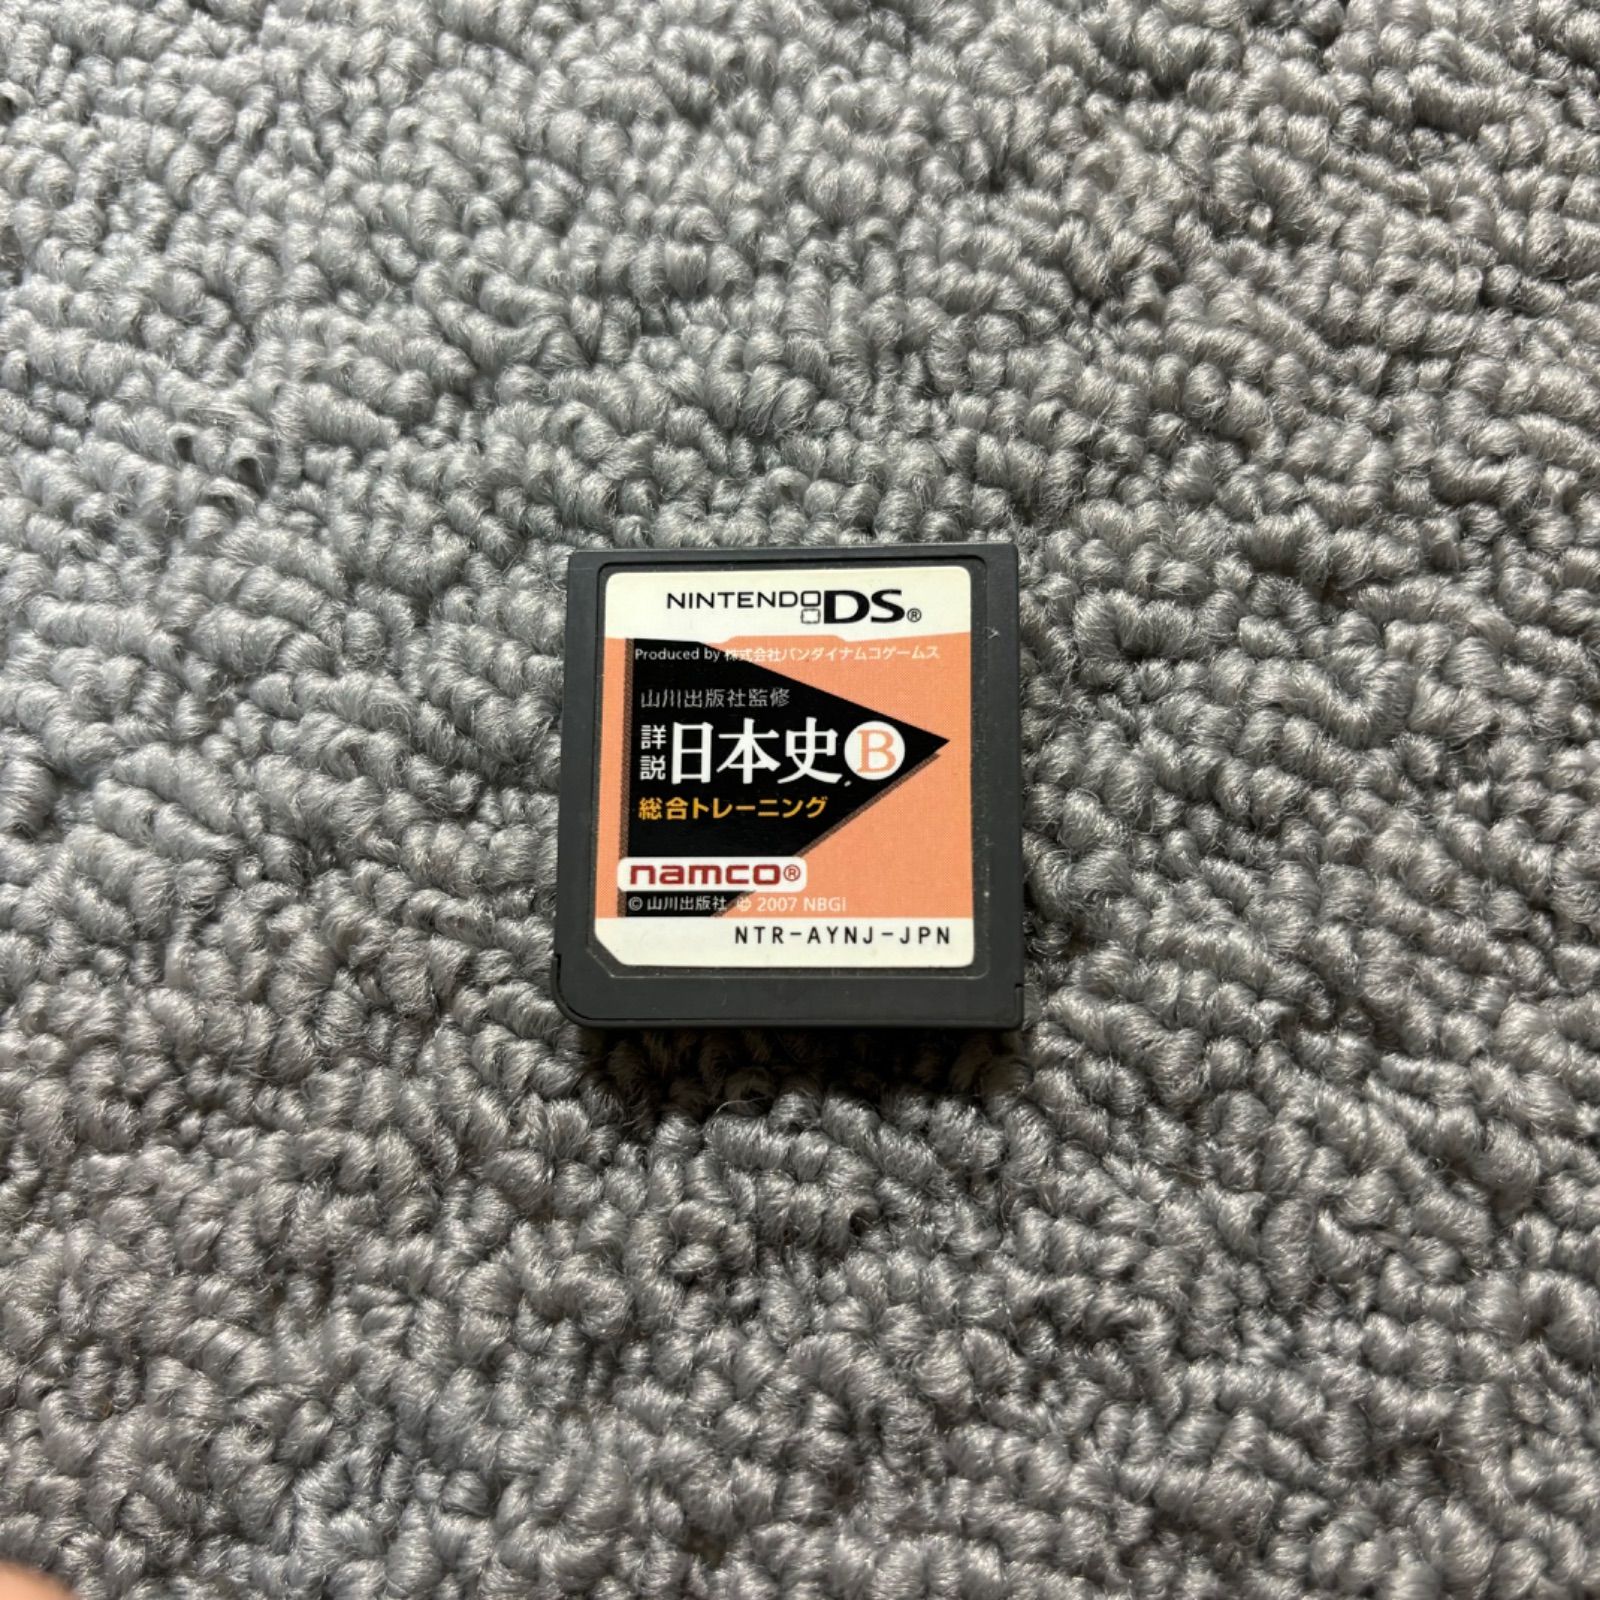 NINTENDO DS®
Produced by 株式会社バンダイナムコゲームス
山川出版社監修
詳説 日本史 B
総合トレーニング
namco®
© 山川出版社 © 2007 NBGI
NTR-AYNJ-JPN